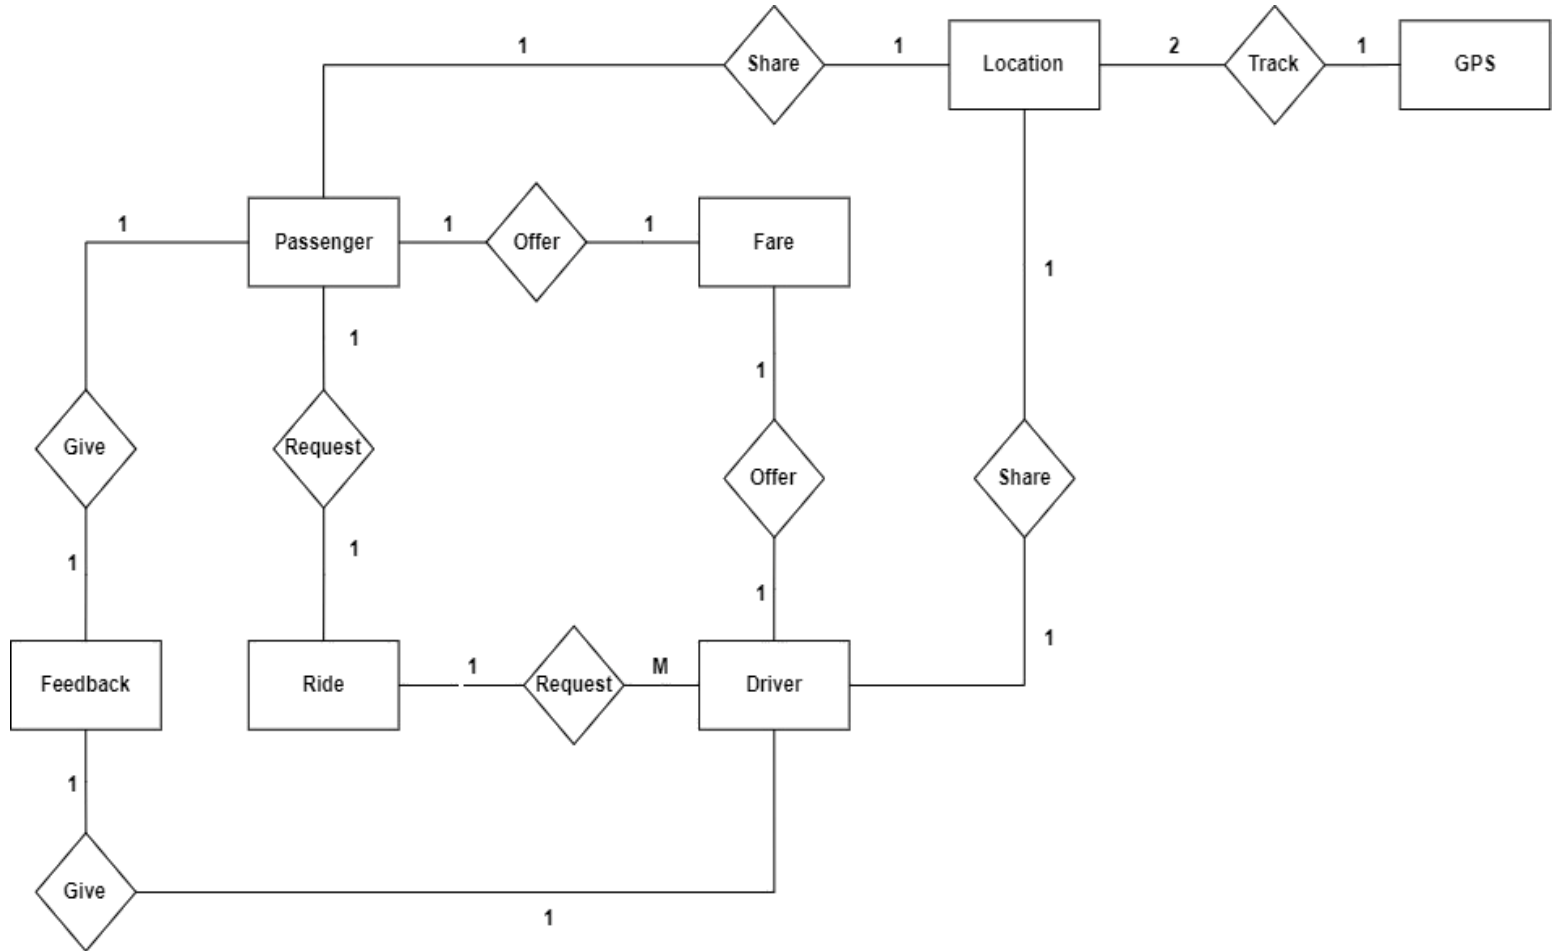 1
Share
1
Location
2
Track
1
GPS
1
Passenger
1
Offer
1
Fare
1
1
1
Give
Request
1
Offer
Share
1
1
1
1
Feedback
Ride
1
Request
M
Driver
1
Give
1